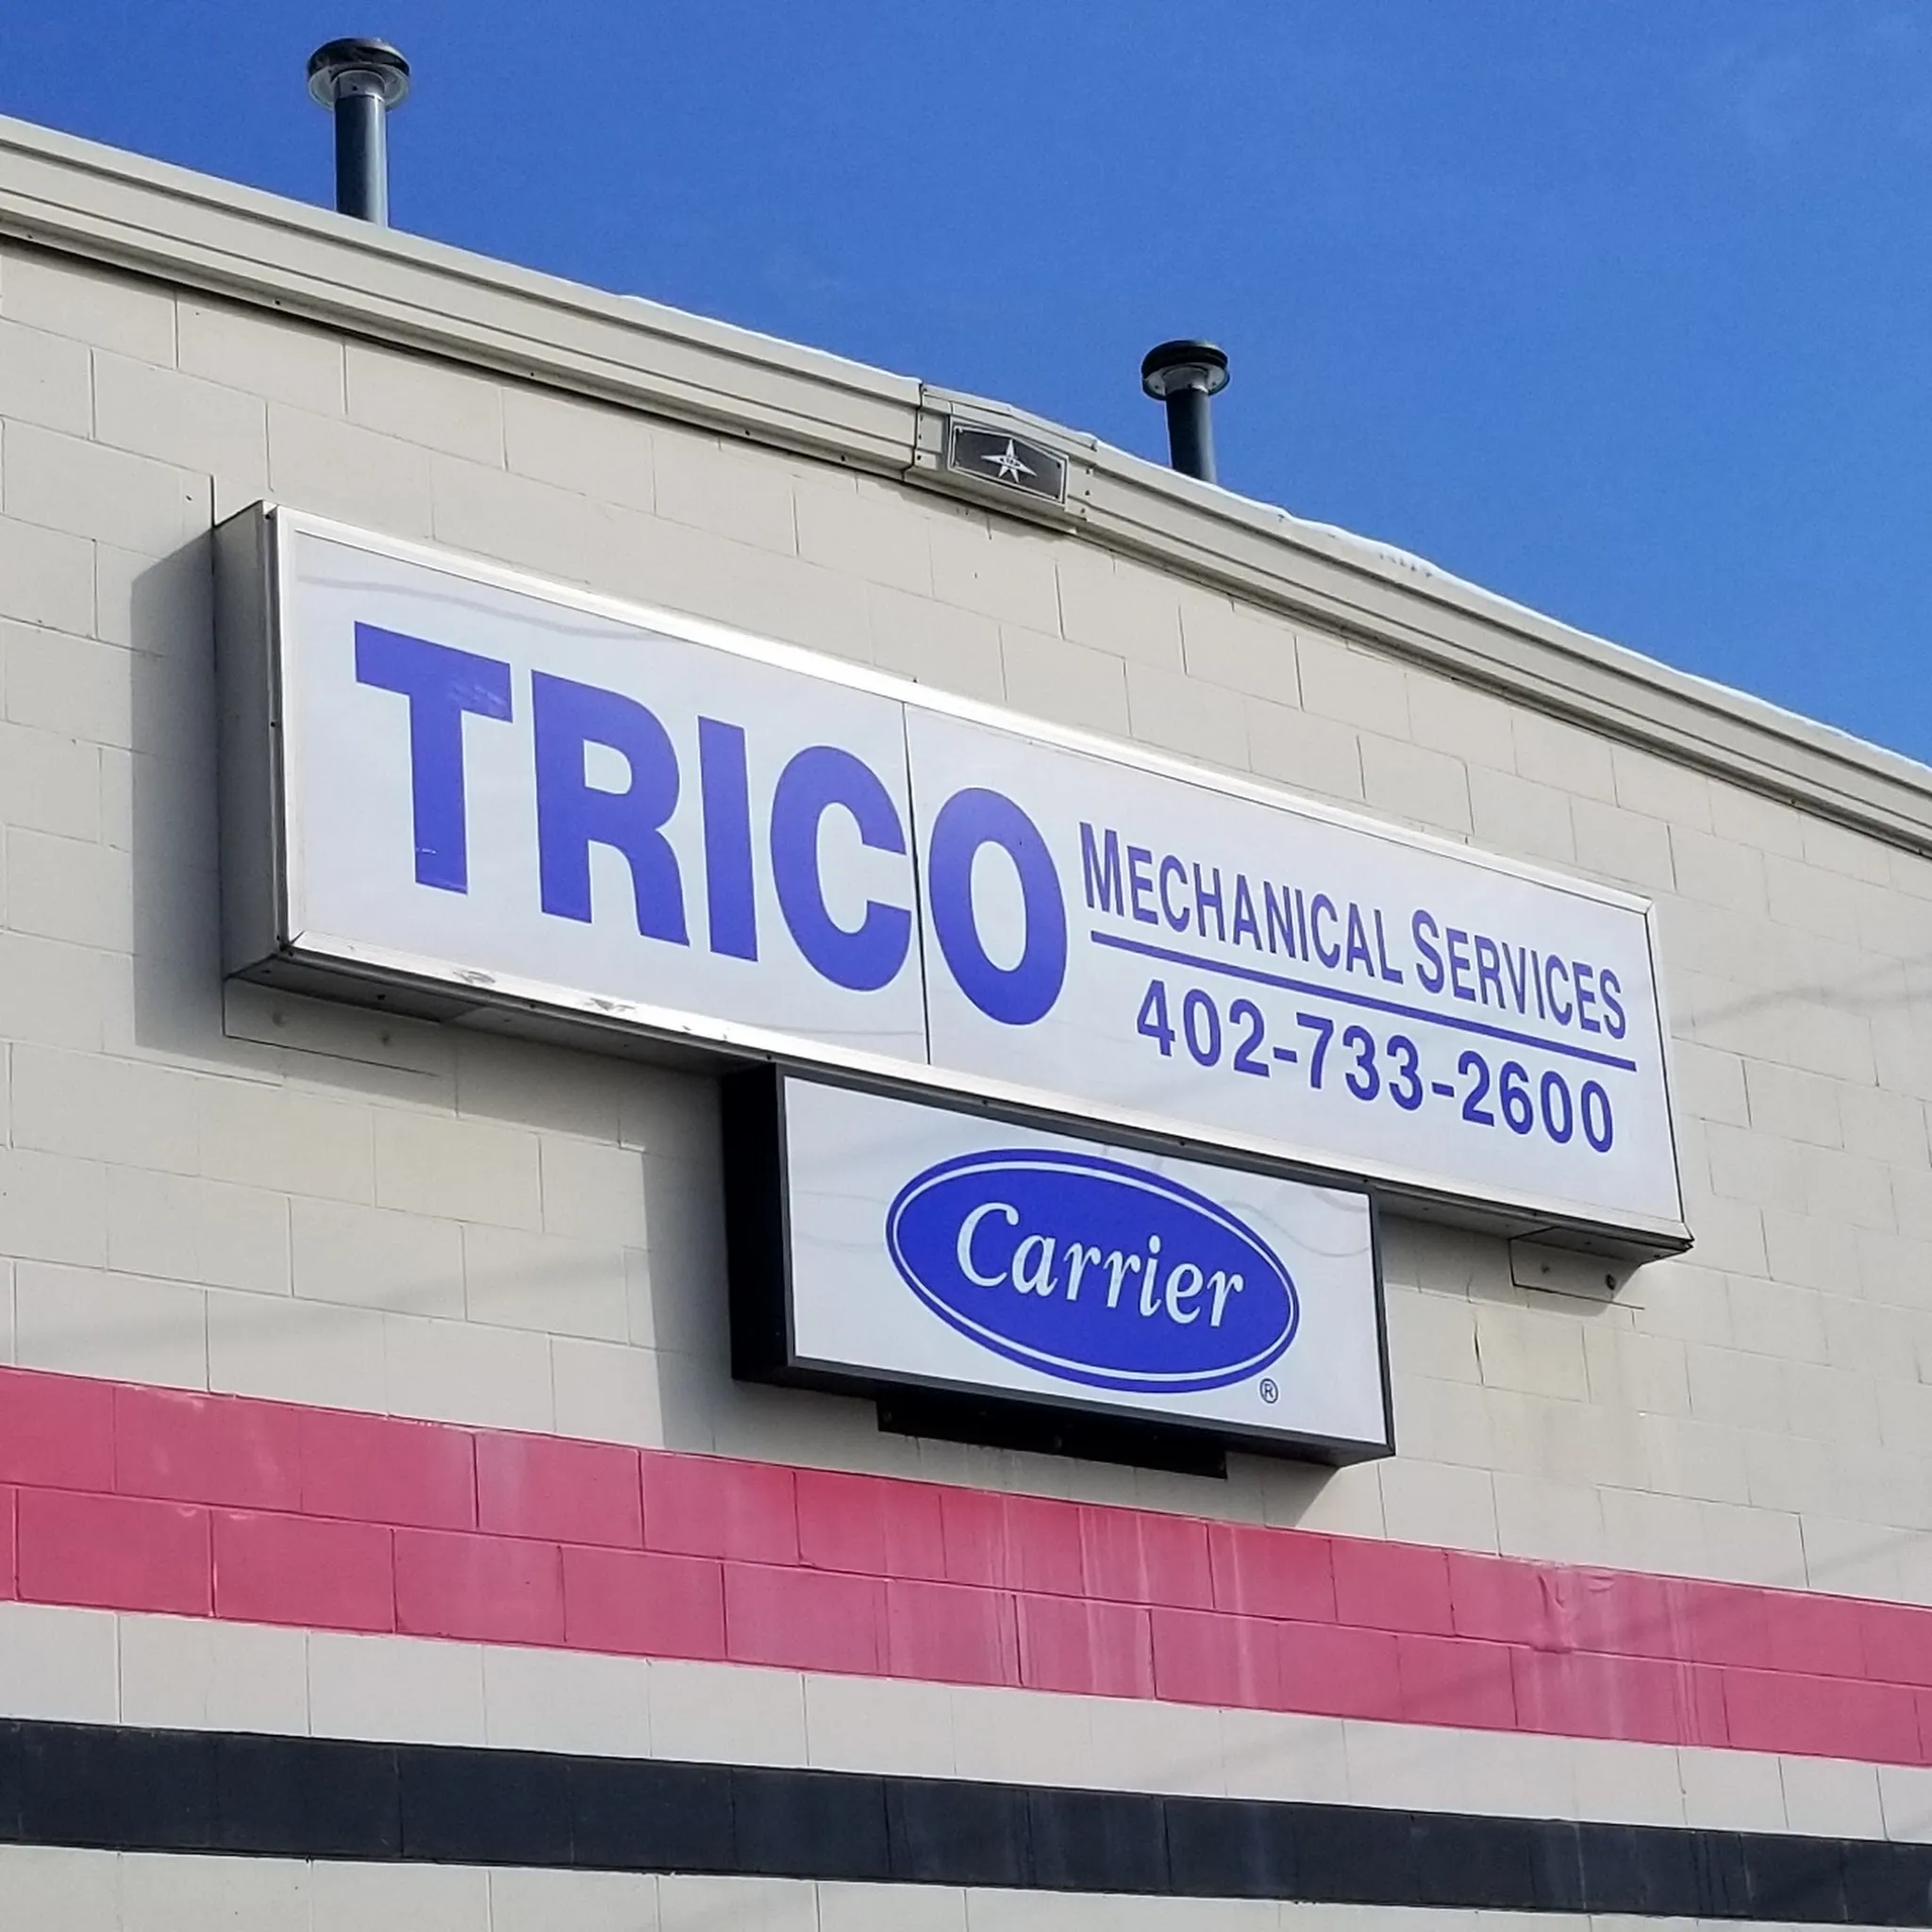 TRICO MECHANICAL SERVICES
402-733-2600
Carrier
®